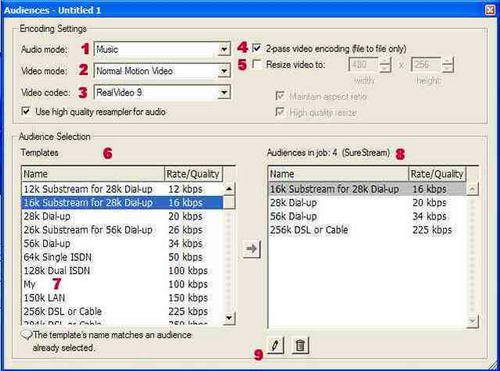 Audiences - Untitled 1
Encoding Settings
Audio mode: 1 Music
4 2-pass video encoding (file to file only)
Video mode: 2 Normal Motion Video
5 Resize video to: 480 x 256
width: height:
Video codec: 3 RealVideo 9
Maintain aspect ratio
Use high quality resampler for audio
High quality resize
Audience Selection
Templates 6
Audiences in job: 4 (SureStream) 8
Name Rate/Quality
12k Substream for 28k Dial-up 12 kbps
16k Substream for 28k Dial-up 16 kbps
28k Dial-up 20 kbps
26k Substream for 56k Dial-up 26 kbps
56k Dial-up 34 kbps
64k Single ISDN 50 kbps
128k Dual ISDN 100 kbps
My 7 100 kbps
150k LAN 150 kbps
256k DSL or Cable 225 kbps
384k DSL or Cable 350 kbps
Name Rate/Quality
16k Substream for 28k Dial-up 16 kbps
28k Dial-up 20 kbps
56k Dial-up 34 kbps
256k DSL or Cable 225 kbps
The template's name matches an audience
already selected.
9